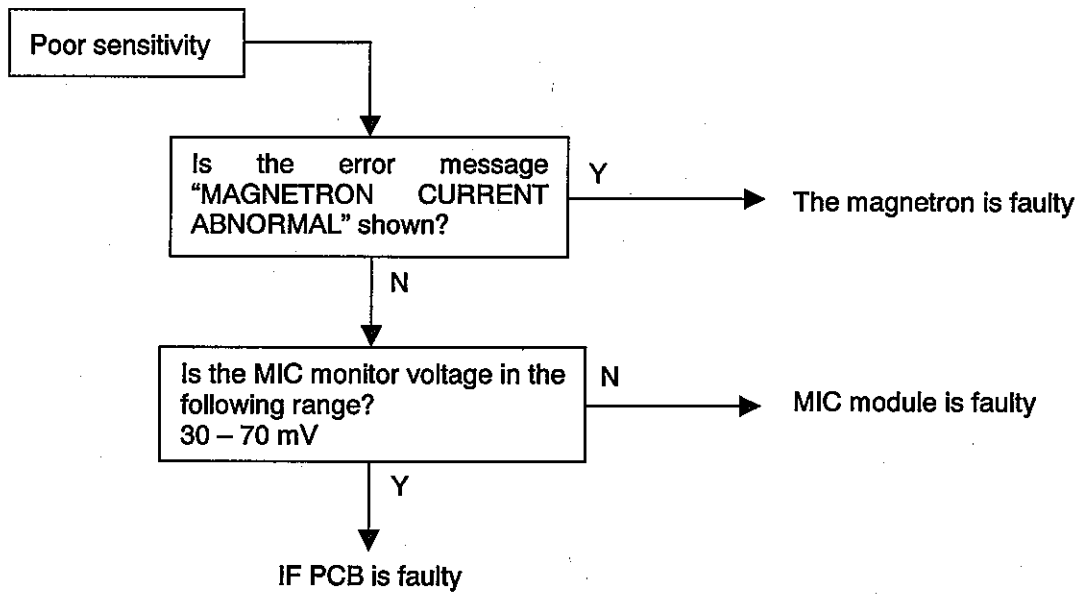 Poor sensitivity
Is the error message
“MAGNETRON CURRENT
ABNORMAL” shown?
Y
The magnetron is faulty
N
Is the MIC monitor voltage in the
following range?
30 – 70 mV
N
MIC module is faulty
Y
IF PCB is faulty